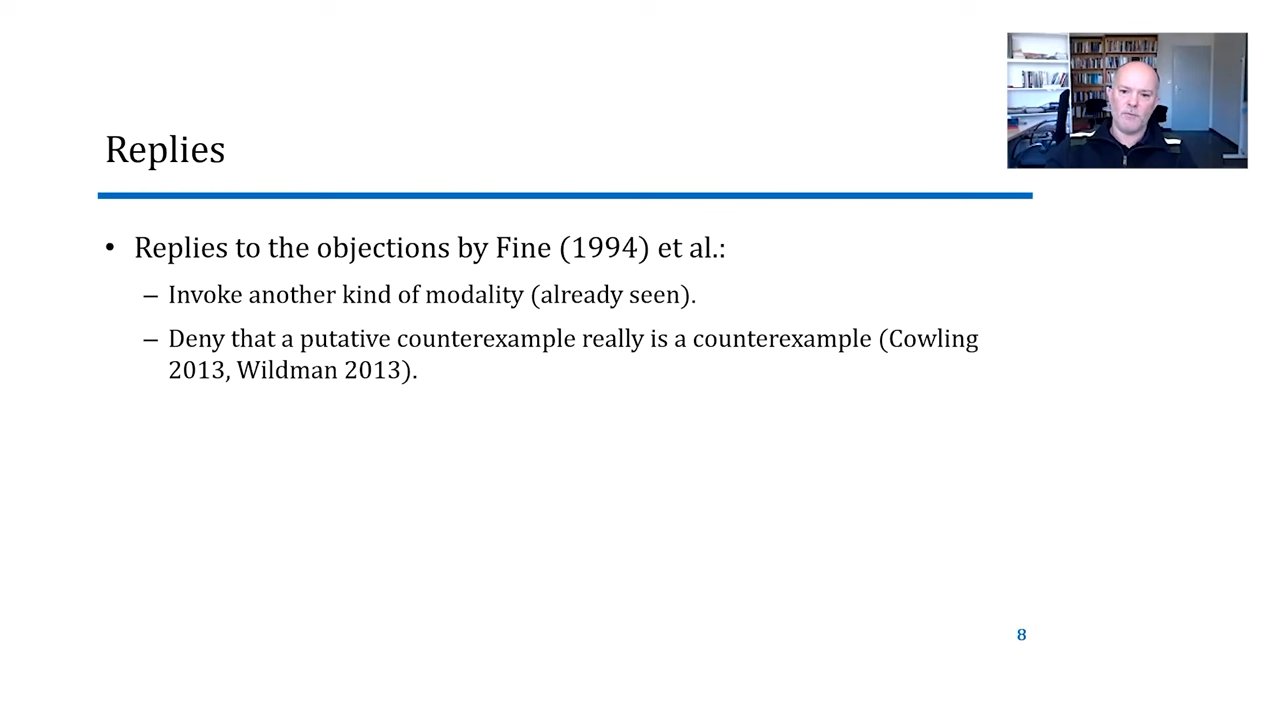 Replies
• Replies to the objections by Fine (1994) et al.:
– Invoke another kind of modality (already seen).
– Deny that a putative counterexample really is a counterexample (Cowling
2013, Wildman 2013).
8